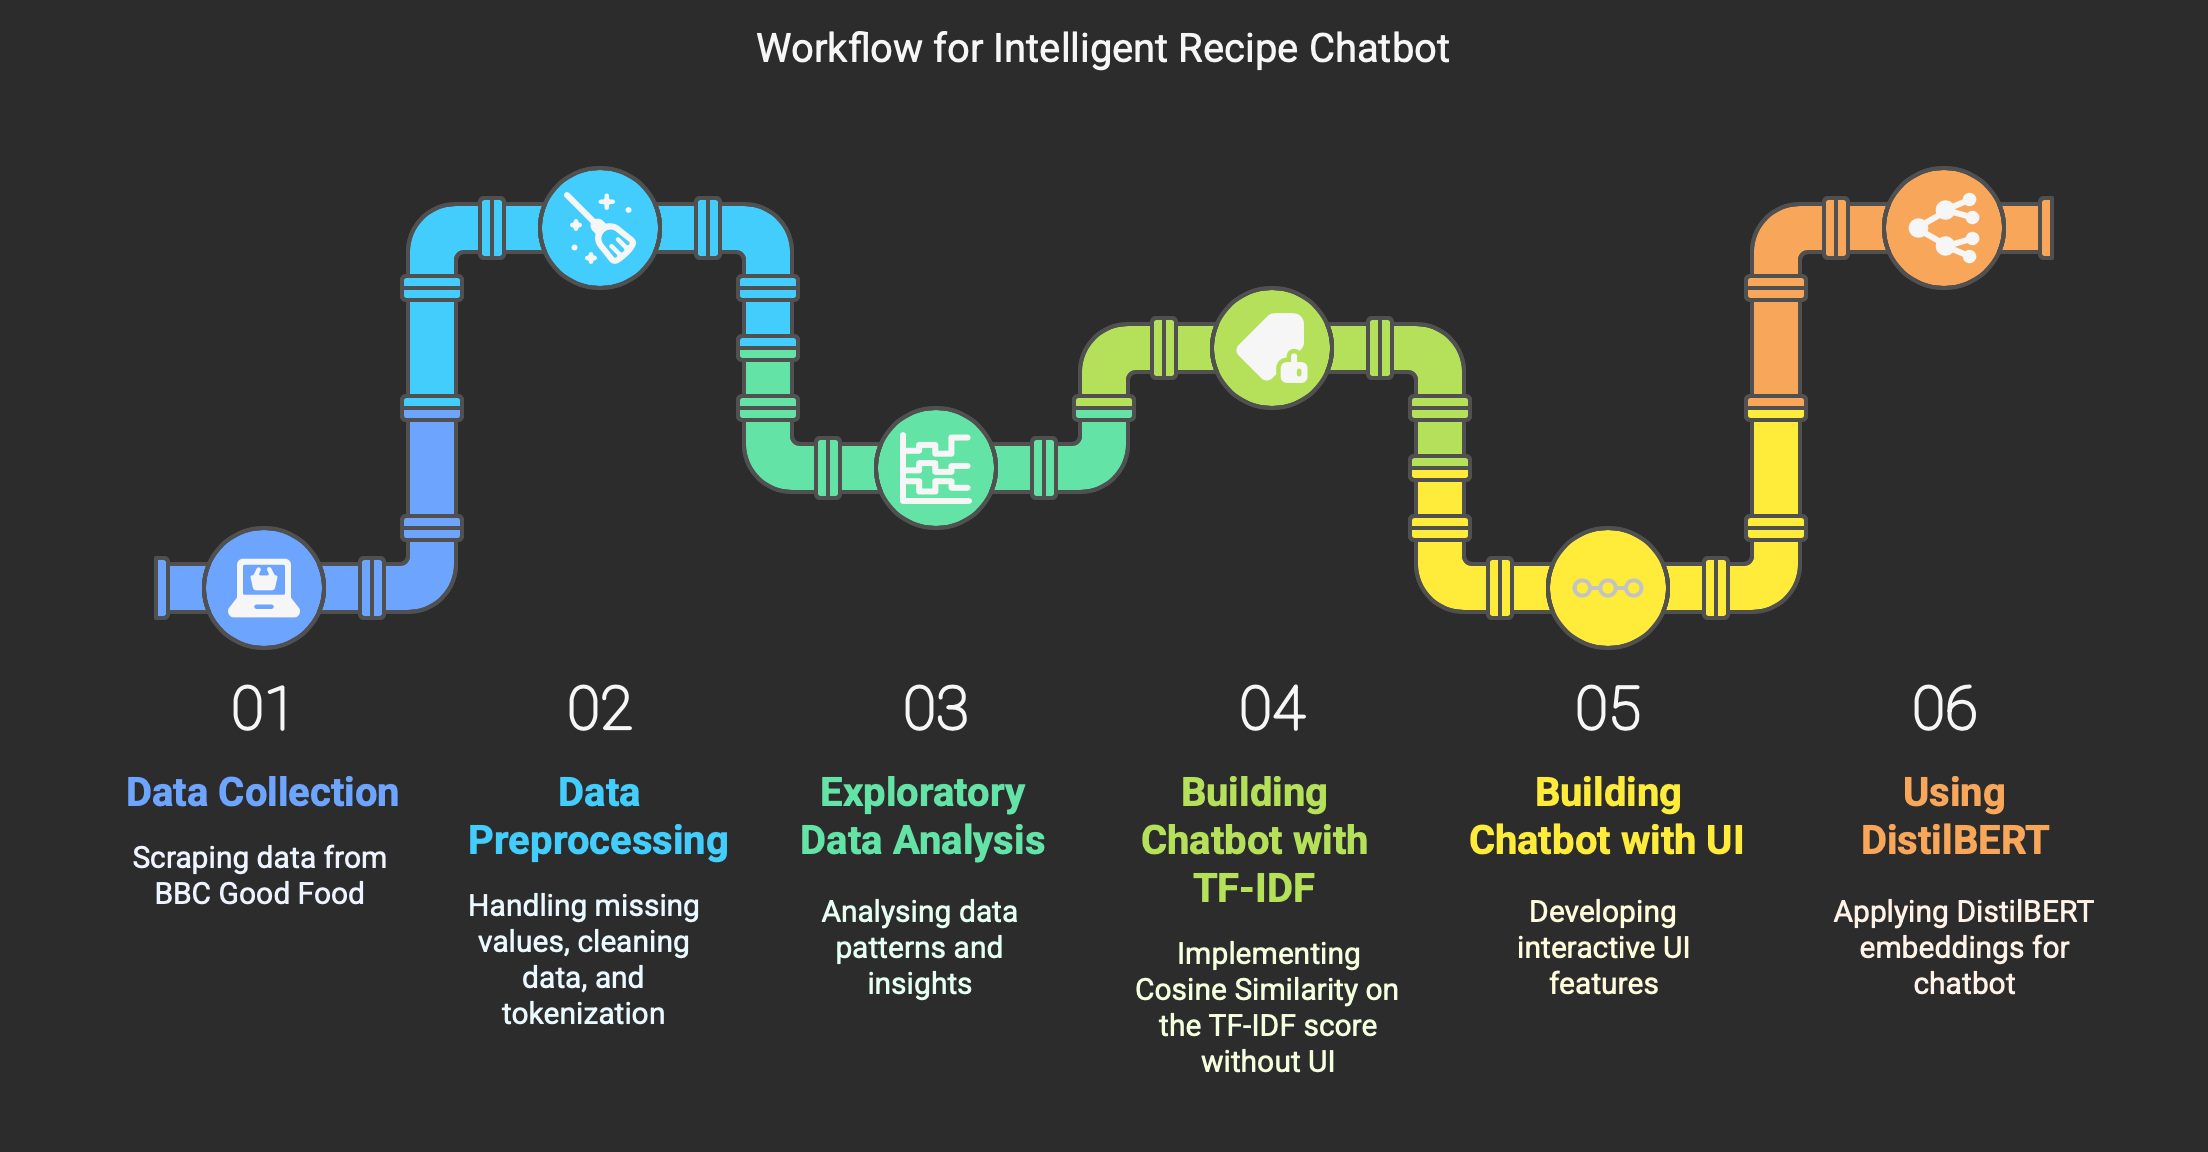 Workflow for Intelligent Recipe Chatbot
01
Data Collection
Scraping data from
BBC Good Food
02
Data
Preprocessing
Handling missing
values, cleaning
data, and
tokenization
03
Exploratory
Data Analysis
Analysing data
patterns and
insights
04
Building
Chatbot with
TF-IDF
Implementing
Cosine Similarity on
the TF-IDF score
without UI
05
Building
Chatbot with UI
Developing
interactive UI
features
06
Using
DistilBERT
Applying DistilBERT
embeddings for
chatbot